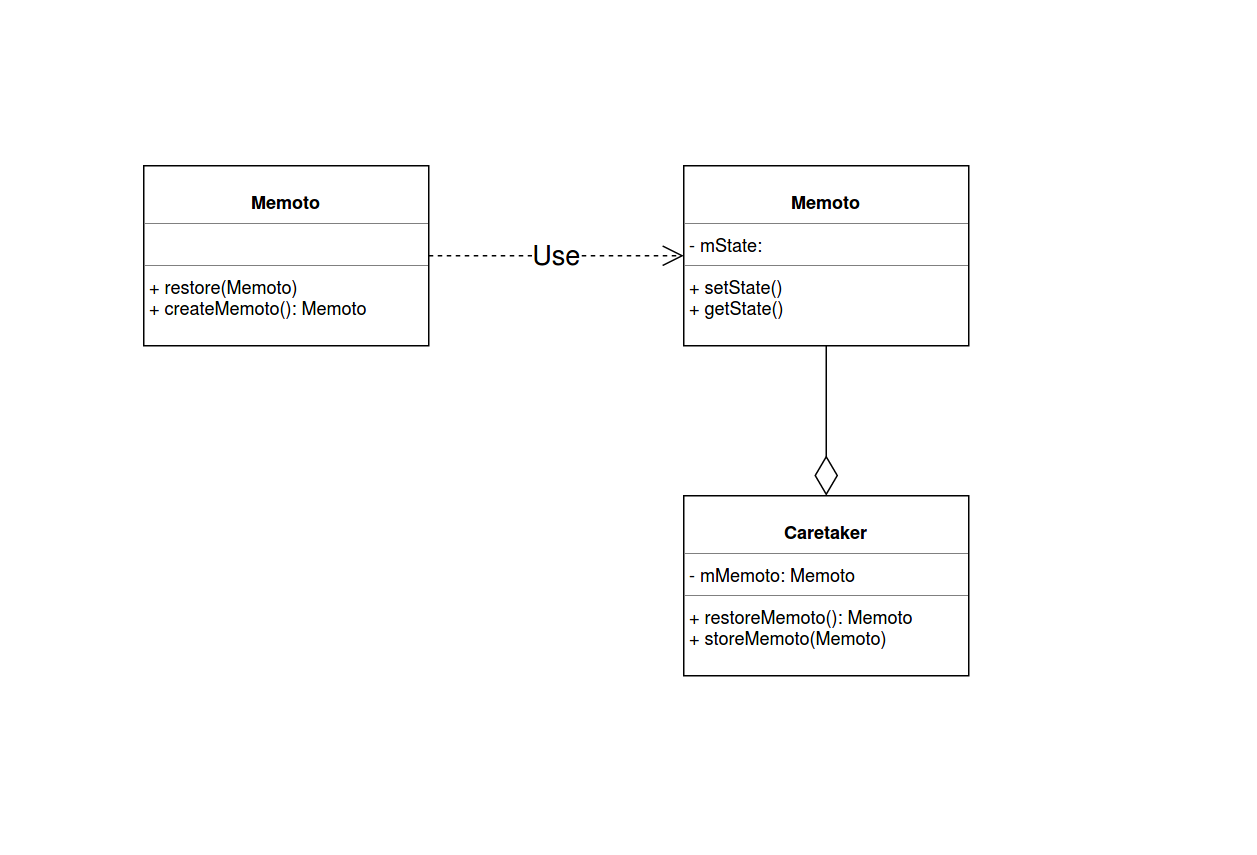 Memoto
+ restore(Memoto)
+ createMemoto(): Memoto
Use
Memoto
- mState:
+ setState()
+ getState()
Caretaker
- mMemoto: Memoto
+ restoreMemoto(): Memoto
+ storeMemoto(Memoto)